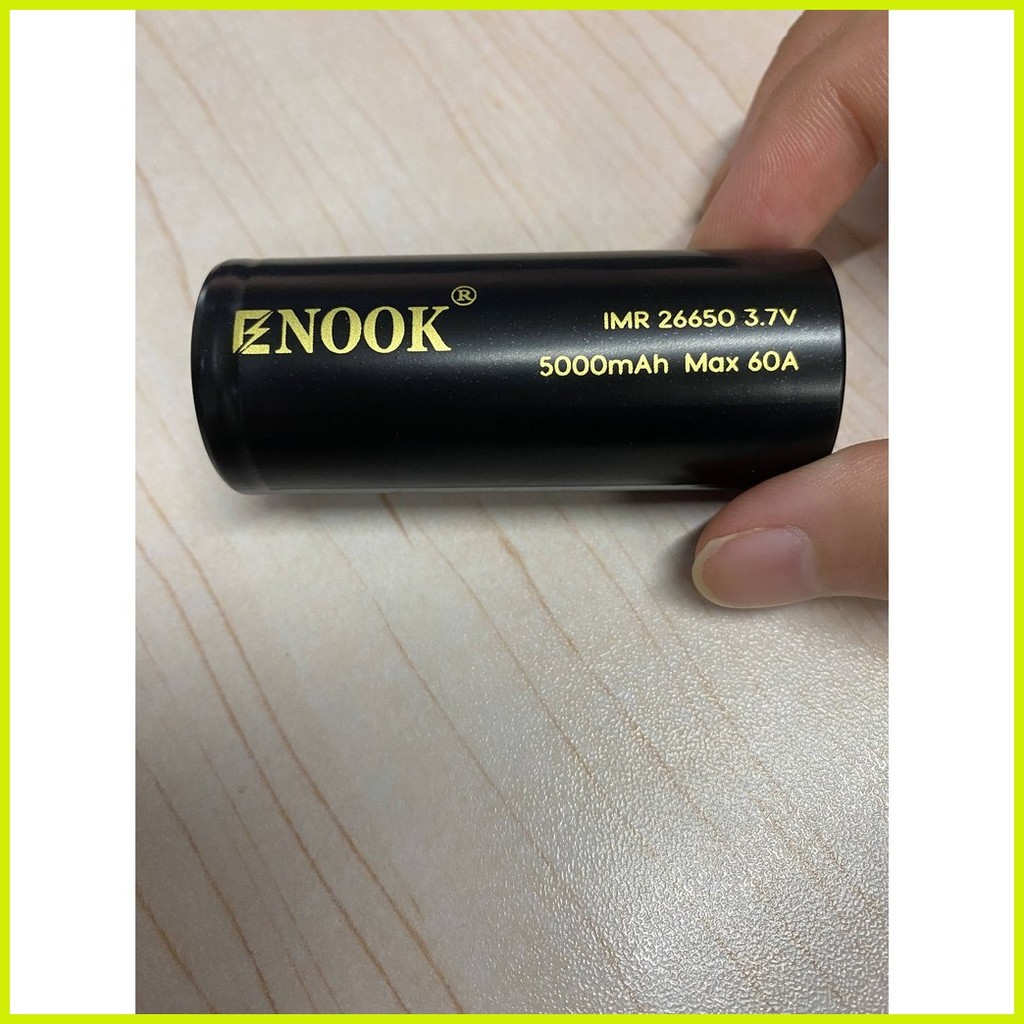 ENOOK®
IMR 26650 3.7V
5000mAh Max 60A